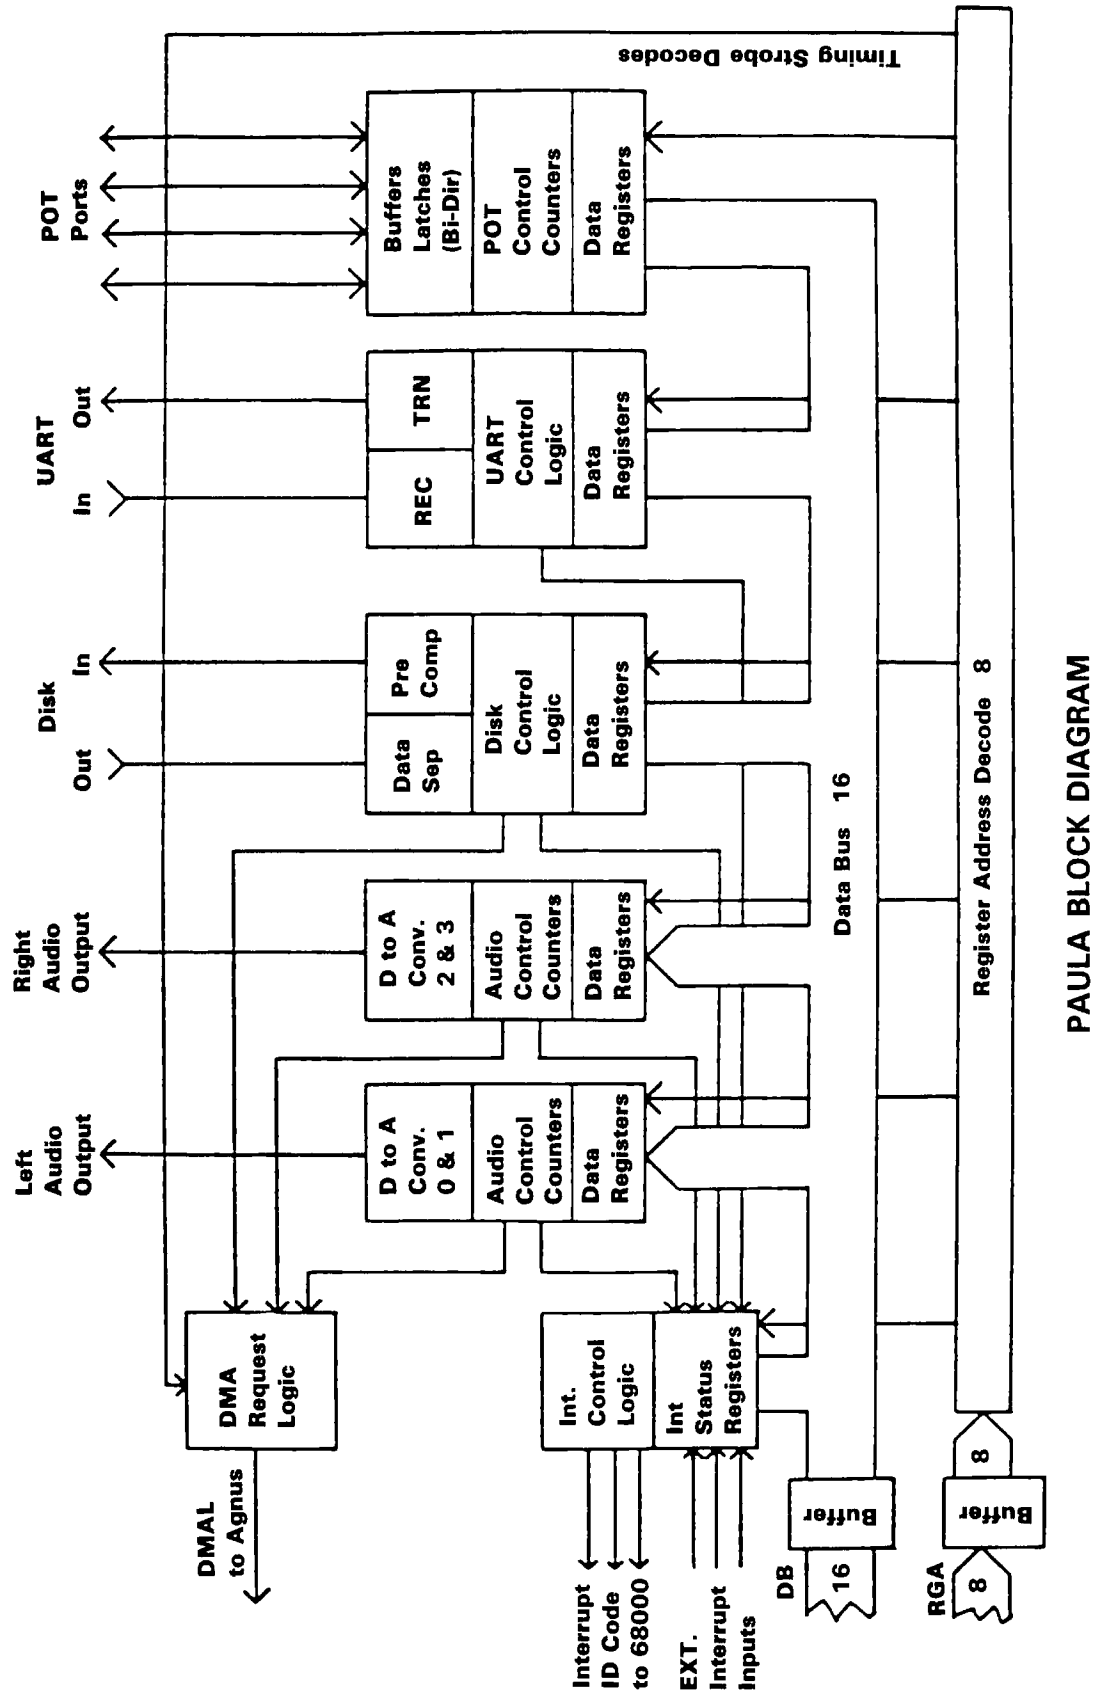 Left
Audio
Output
Right
Audio
Output
Disk
Out
In
UART
In
Out
POT
Ports
Timing Strobe Decodes
DMAL
to Agnus
DMA
Request
Logic
D to A
Conv.
0 & 1
Audio
Control
Counters
Data
Registers
D to A
Conv.
2 & 3
Audio
Control
Counters
Data
Registers
Data
Sep
Pre
Comp
Disk
Control
Logic
Data
Registers
REC
TRN
UART
Control
Logic
Data
Registers
Buffers
Latches
(Bi-Dir)
POT
Control
Counters
Data
Registers
Interrupt
ID Code
to 68000
Int.
Control
Logic
Int
Status
Registers
EXT.
Interrupt
Inputs
DB
16
Buffer
Data Bus 16
RGA
8
Buffer
8
Register Address Decode 8
PAULA BLOCK DIAGRAM